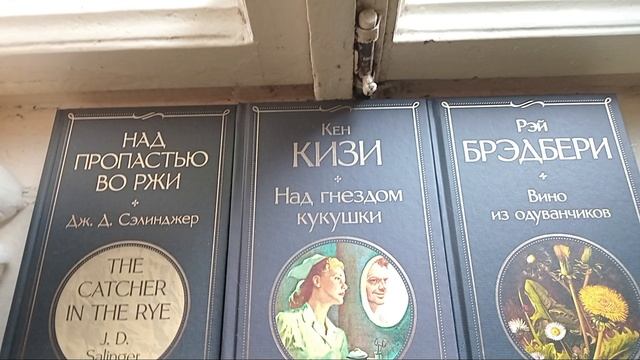 НАД
ПРОПАСТЬЮ
ВО РЖИ
Дж. Д. Сэлинджер
THE
CATCHER
IN THE RYE
J. D.
Salinger
Кен
КИЗИ
Над гнездом
кукушки
Рэй
БРЭДБЕРИ
Вино
из одуванчиков